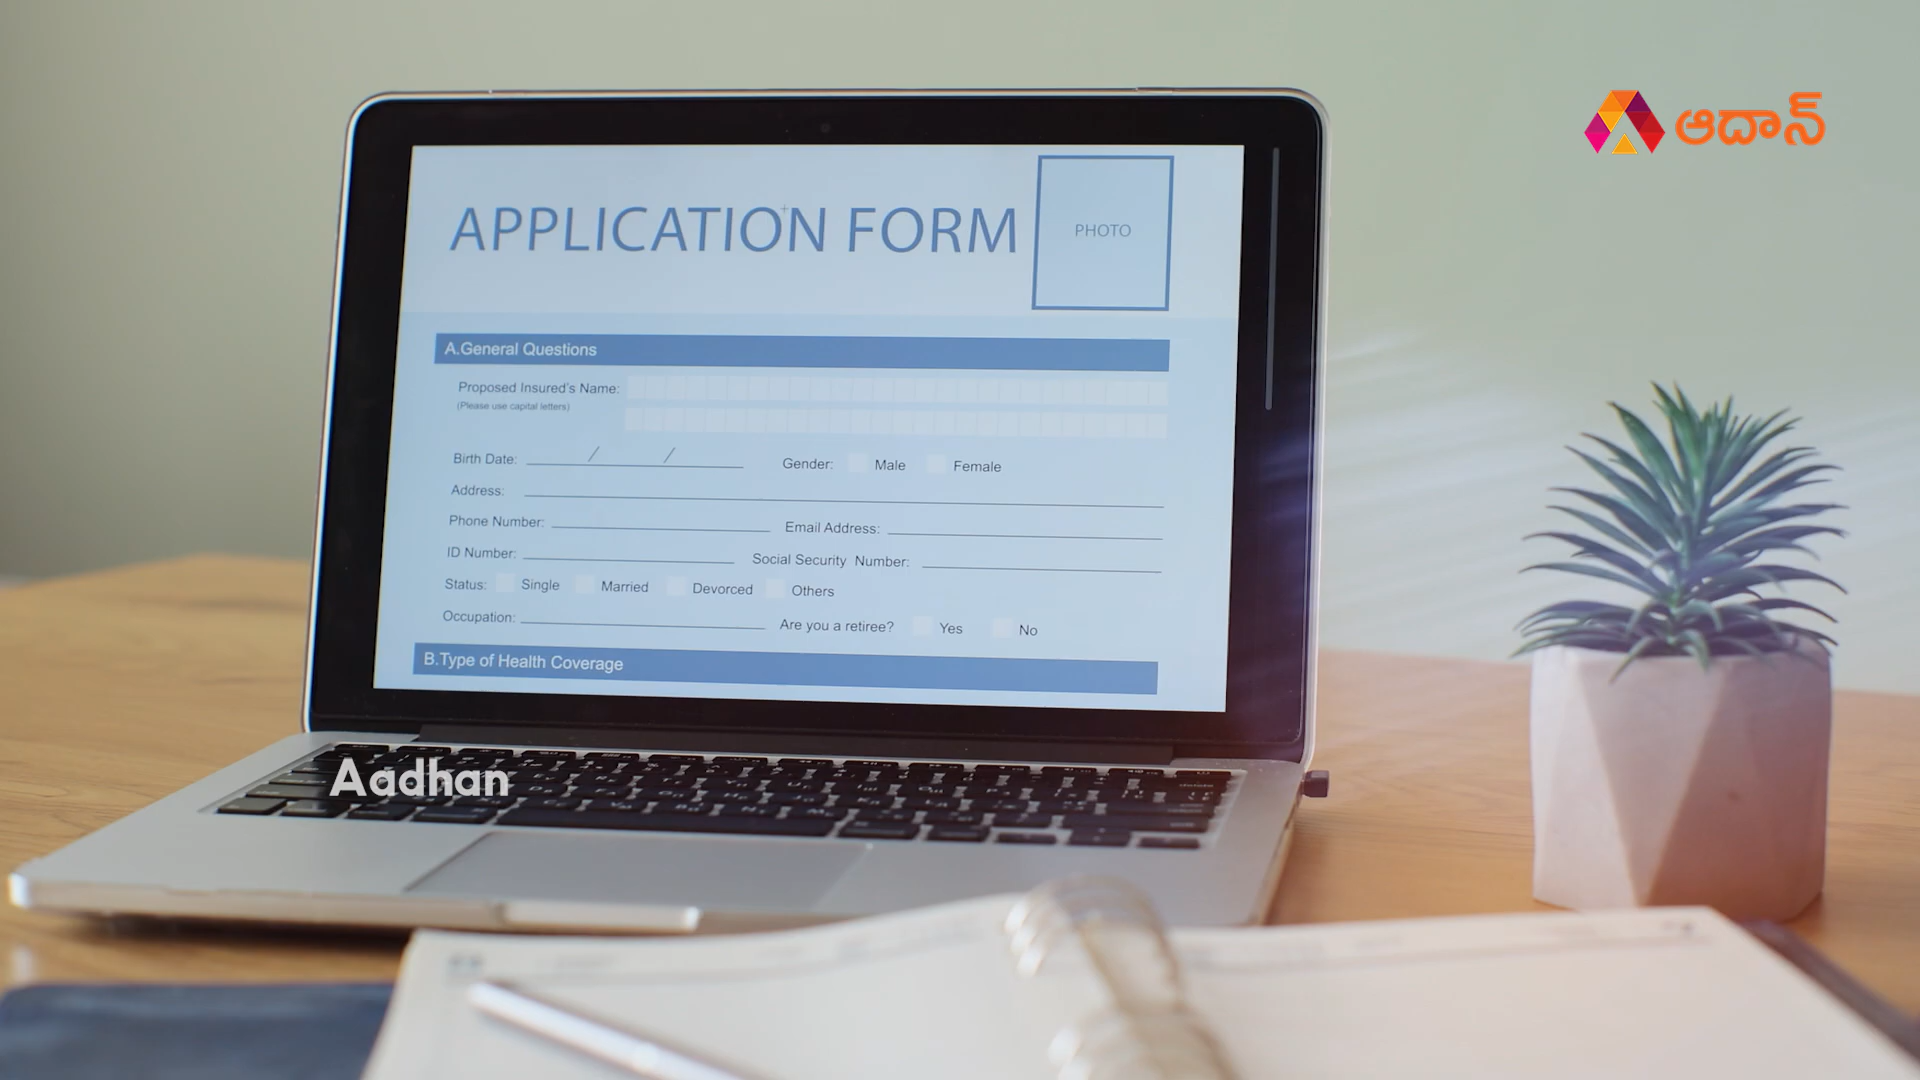 ఆదాన్
APPLICATION FORM
PHOTO
A.General Questions
Proposed Insured's Name:
(Please use capital letters)
Birth Date: / / Gender: Male Female
Address:
Phone Number: Email Address:
ID Number: Social Security Number:
Status: Single Married Devorced Others
Occupation: Are you a retiree? Yes No
B.Type of Health Coverage
Aadhan